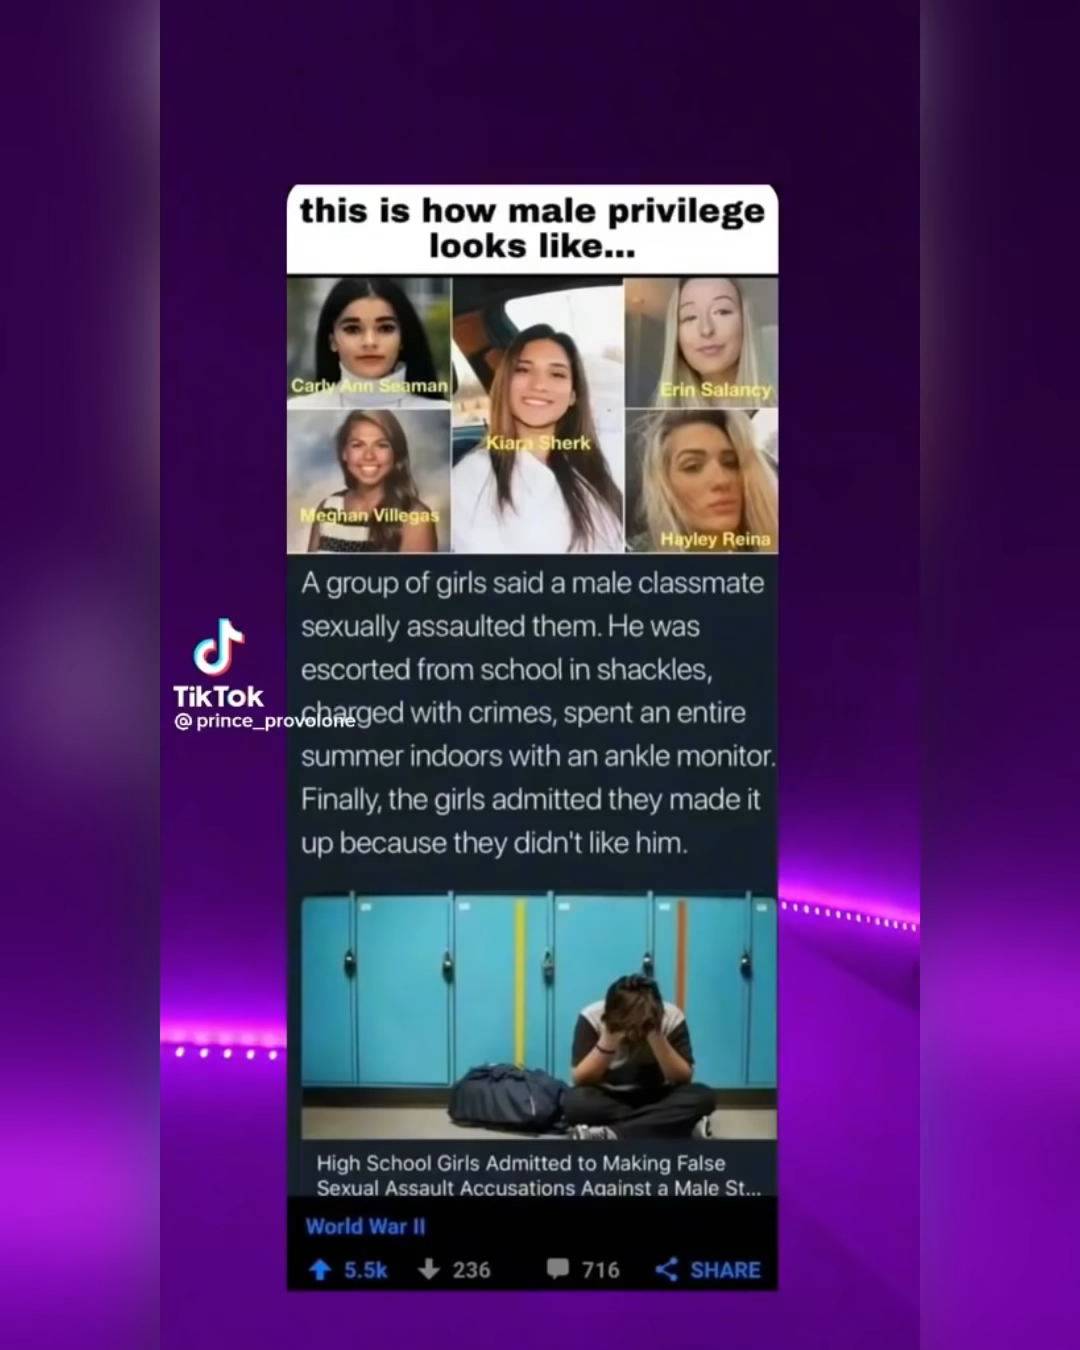 this is how male privilege
looks like...
Carly Ann Seaman
Kiara Sherk
Erin Salancy
Meghan Villegas
Hayley Reina
A group of girls said a male classmate
sexually assaulted them. He was
escorted from school in shackles,
charged with crimes, spent an entire
summer indoors with an ankle monitor.
Finally, the girls admitted they made it
up because they didn't like him.
TikTok
@prince_provolone
High School Girls Admitted to Making False
Sexual Assault Accusations Against a Male St...
World War II
5.5k 236 716 SHARE